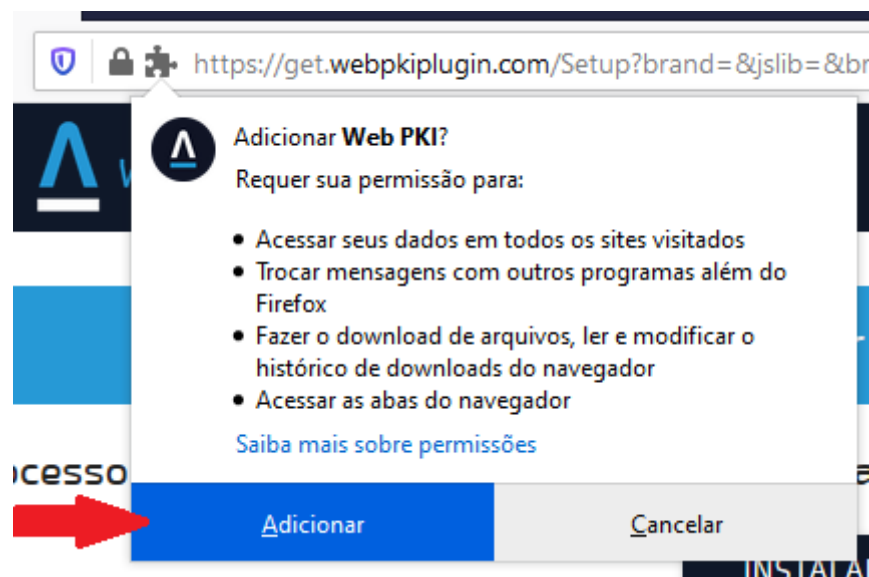 https://get.webpkiplugin.com/Setup?brand=&jslib=&br
Adicionar Web PKI?
Requer sua permissão para:
• Acessar seus dados em todos os sites visitados
• Trocar mensagens com outros programas além do
Firefox
• Fazer o download de arquivos, ler e modificar o
histórico de downloads do navegador
• Acessar as abas do navegador
Saiba mais sobre permissões
ocesso
Adicionar
Cancelar
INSTALA